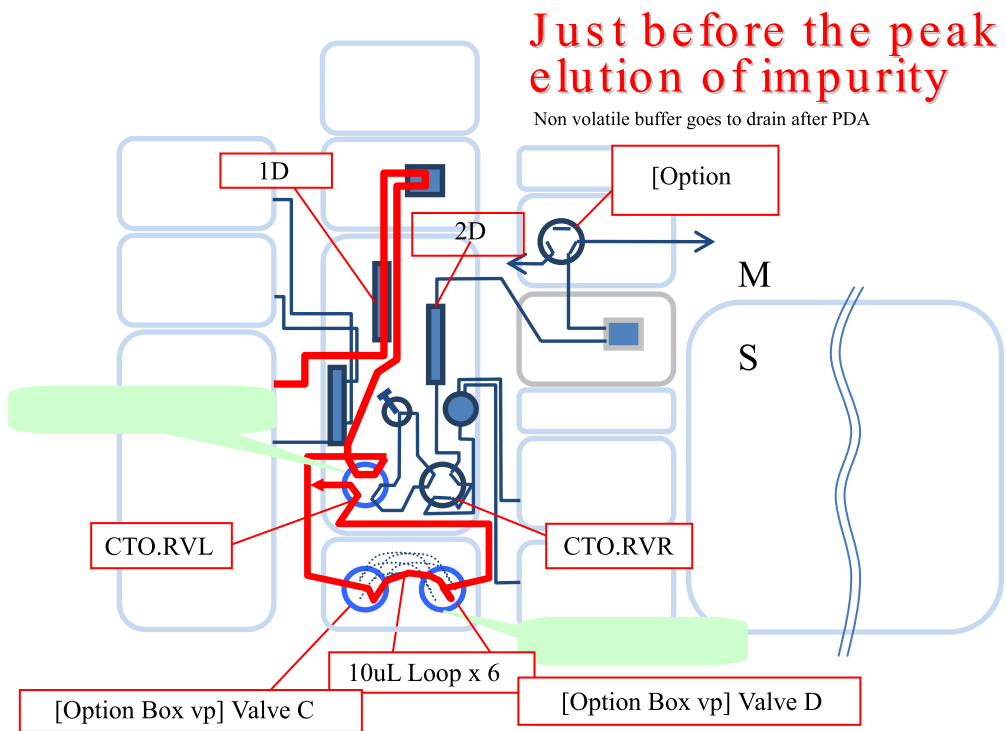 Just before the peak
elution of impurity
Non volatile buffer goes to drain after PDA
1D
[Option
2D
M
S
CTO.RVL
CTO.RVR
10uL Loop x 6
[Option Box vp] Valve C
[Option Box vp] Valve D